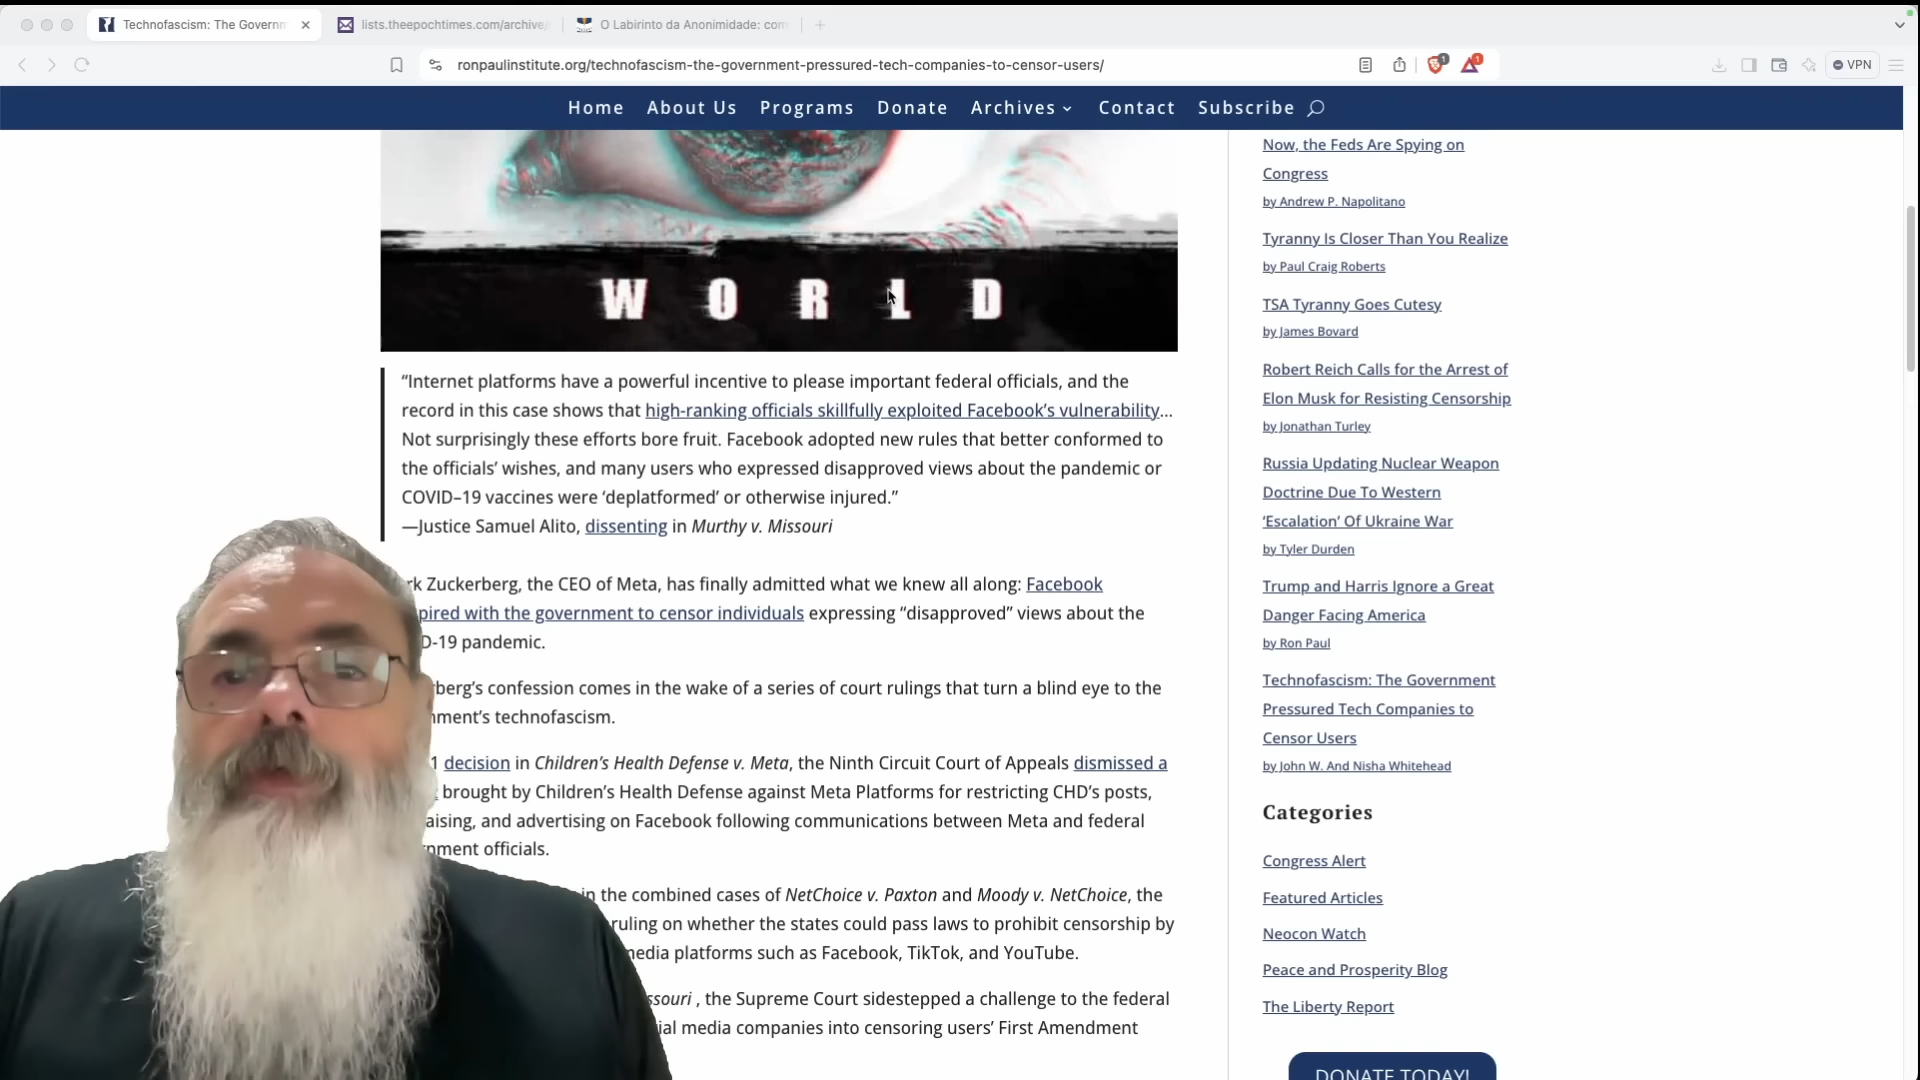 Technofascism: The Governm
lists.theepochtimes.com/archive/
O Labirinto da Anonimidade: com
ronpaulinstitute.org/technofascism-the-government-pressured-tech-companies-to-censor-users/
1
1
VPN
Home About Us Programs Donate Archives Contact Subscribe
WORLD
“Internet platforms have a powerful incentive to please important federal officials, and the
record in this case shows that high-ranking officials skillfully exploited Facebook’s vulnerability…
Not surprisingly these efforts bore fruit. Facebook adopted new rules that better conformed to
the officials’ wishes, and many users who expressed disapproved views about the pandemic or
COVID–19 vaccines were ‘deplatformed’ or otherwise injured.”
—Justice Samuel Alito, dissenting in Murthy v. Missouri
rk Zuckerberg, the CEO of Meta, has finally admitted what we knew all along: Facebook
pired with the government to censor individuals expressing “disapproved” views about the
D-19 pandemic.
berg’s confession comes in the wake of a series of court rulings that turn a blind eye to the
nment’s technofascism.
1 decision in Children’s Health Defense v. Meta, the Ninth Circuit Court of Appeals dismissed a
brought by Children’s Health Defense against Meta Platforms for restricting CHD’s posts,
aising, and advertising on Facebook following communications between Meta and federal
nment officials.
in the combined cases of NetChoice v. Paxton and Moody v. NetChoice, the
ruling on whether the states could pass laws to prohibit censorship by
media platforms such as Facebook, TikTok, and YouTube.
ssouri , the Supreme Court sidestepped a challenge to the federal
ial media companies into censoring users’ First Amendment
Now, the Feds Are Spying on
Congress
by Andrew P. Napolitano
Tyranny Is Closer Than You Realize
by Paul Craig Roberts
TSA Tyranny Goes Cutesy
by James Bovard
Robert Reich Calls for the Arrest of
Elon Musk for Resisting Censorship
by Jonathan Turley
Russia Updating Nuclear Weapon
Doctrine Due To Western
‘Escalation’ Of Ukraine War
by Tyler Durden
Trump and Harris Ignore a Great
Danger Facing America
by Ron Paul
Technofascism: The Government
Pressured Tech Companies to
Censor Users
by John W. And Nisha Whitehead
Categories
Congress Alert
Featured Articles
Neocon Watch
Peace and Prosperity Blog
The Liberty Report
DONATE TODAY!